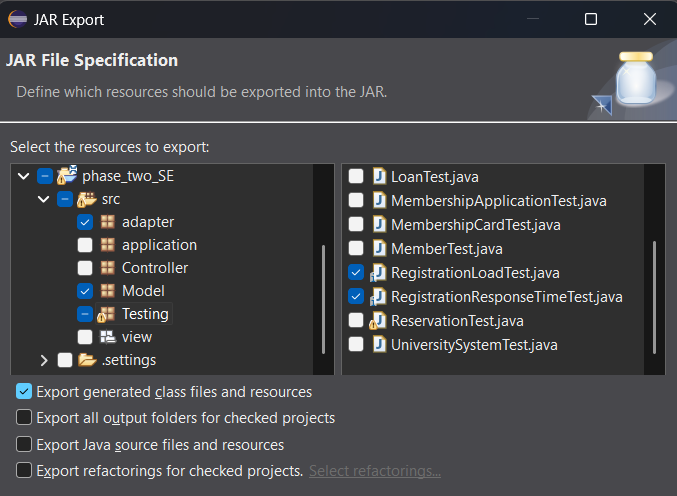 JAR Export
JAR File Specification
Define which resources should be exported into the JAR.
Select the resources to export:
phase_two_SE
src
adapter
application
Controller
Model
Testing
view
.settings
LoanTest.java
MembershipApplicationTest.java
MembershipCardTest.java
MemberTest.java
RegistrationLoadTest.java
RegistrationResponseTimeTest.java
ReservationTest.java
UniversitySystemTest.java
Export generated class files and resources
Export all output folders for checked projects
Export Java source files and resources
Export refactorings for checked projects. Select refactorings...